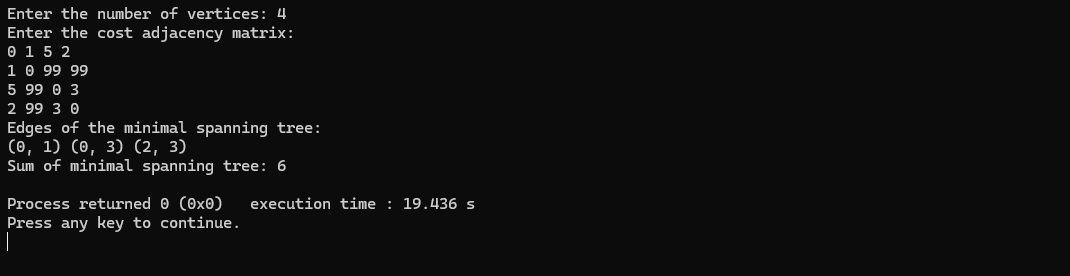 Enter the number of vertices: 4
Enter the cost adjacency matrix:
0 1 5 2
1 0 99 99
5 99 0 3
2 99 3 0
Edges of the minimal spanning tree:
(0, 1) (0, 3) (2, 3)
Sum of minimal spanning tree: 6

Process returned 0 (0x0)   execution time : 19.436 s
Press any key to continue.